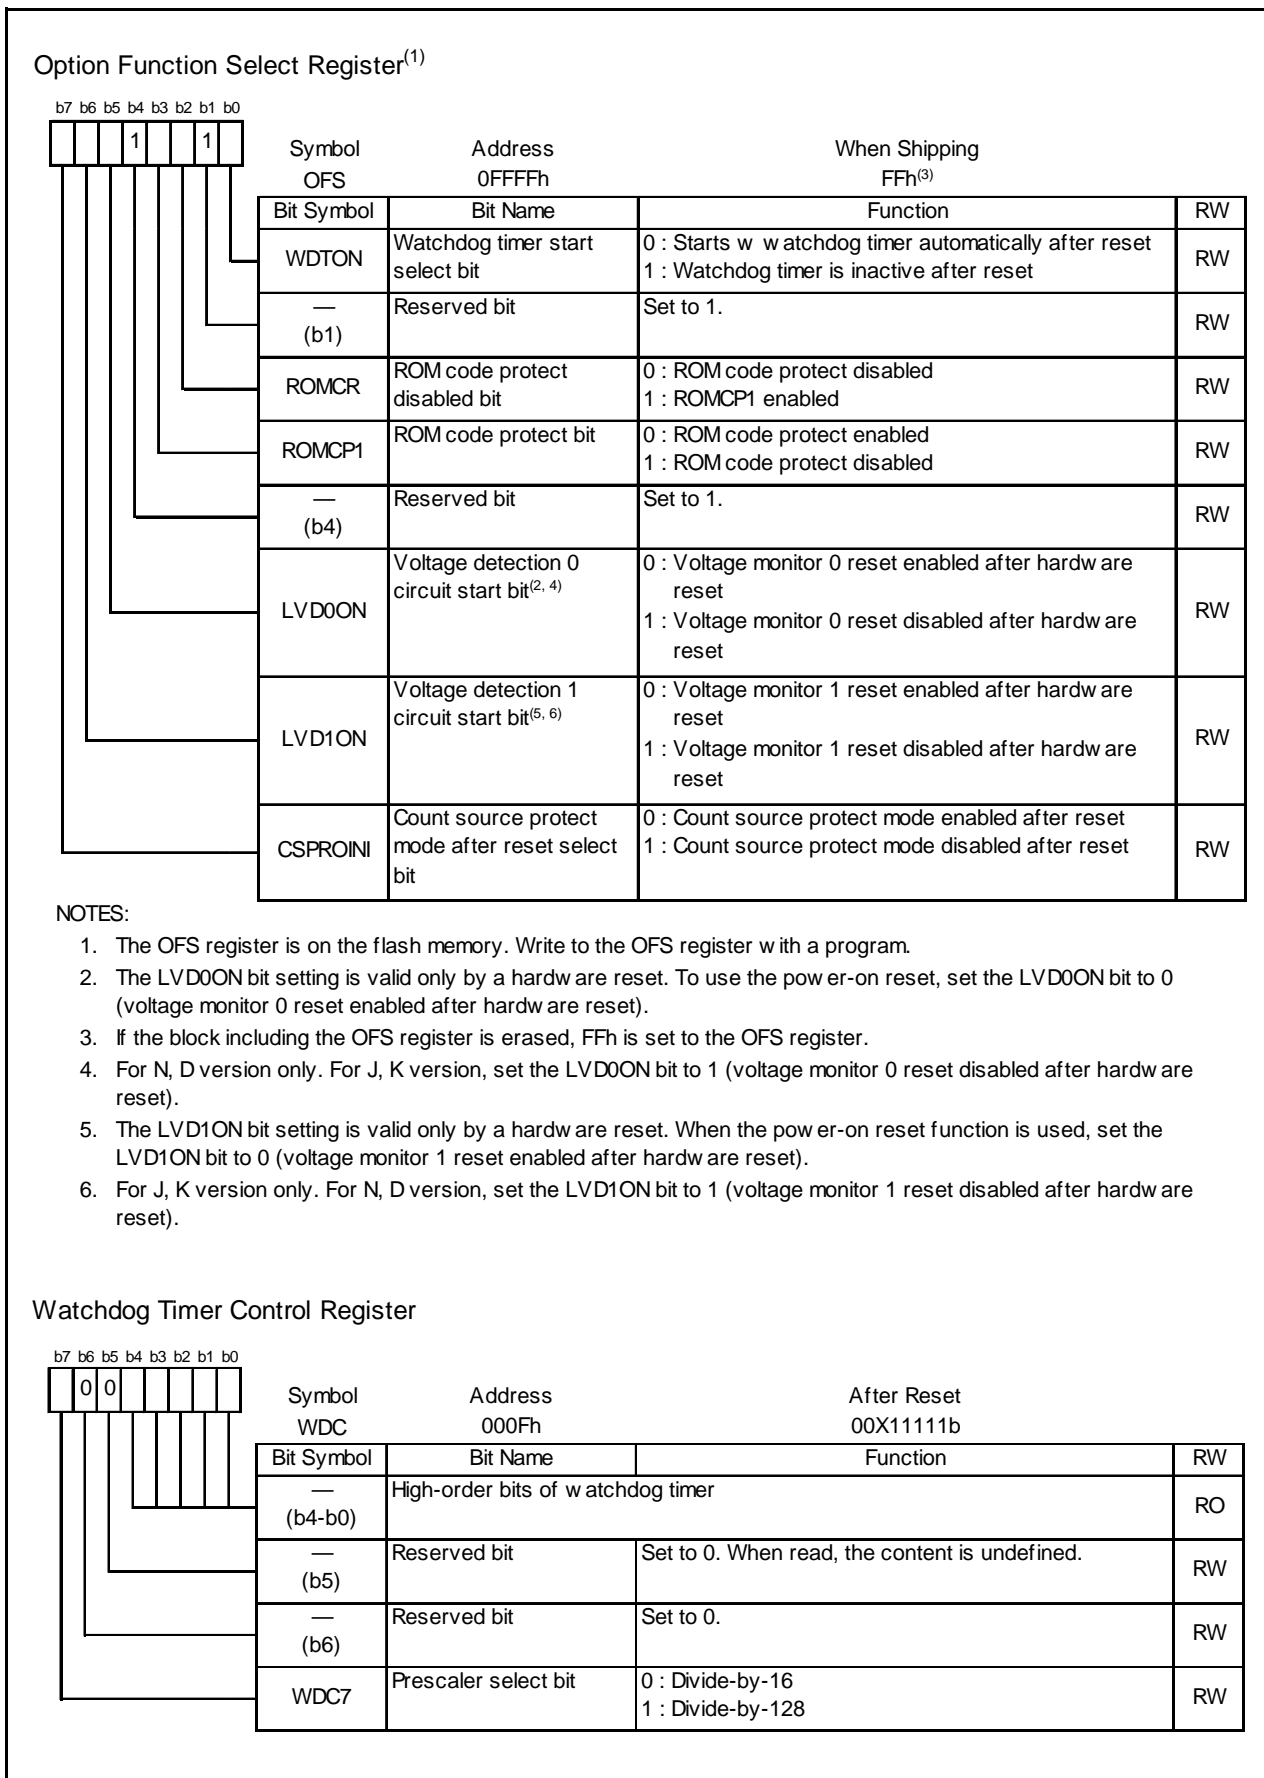 Option Function Select Register(1)
b7 b6 b5 b4 b3 b2 b1 b0
1 1
Symbol Address When Shipping
OFS 0FFFFh FFh(3)
Bit Symbol Bit Name Function RW
WDTON Watchdog timer start select bit 0 : Starts w w atchdog timer automatically after reset RW
1 : Watchdog timer is inactive after reset
— (b1) Reserved bit Set to 1. RW
ROMCR ROM code protect disabled bit 0 : ROM code protect disabled RW
1 : ROMCP1 enabled
ROMCP1 ROM code protect bit 0 : ROM code protect enabled RW
1 : ROM code protect disabled
— (b4) Reserved bit Set to 1. RW
LVD0ON Voltage detection 0 circuit start bit(2, 4) 0 : Voltage monitor 0 reset enabled after hardw are reset RW
1 : Voltage monitor 0 reset disabled after hardw are reset
LVD1ON Voltage detection 1 circuit start bit(5, 6) 0 : Voltage monitor 1 reset enabled after hardw are reset RW
1 : Voltage monitor 1 reset disabled after hardw are reset
CSPROINI Count source protect mode after reset select bit 0 : Count source protect mode enabled after reset RW
1 : Count source protect mode disabled after reset
NOTES:
1. The OFS register is on the flash memory. Write to the OFS register w ith a program.
2. The LVD0ON bit setting is valid only by a hardw are reset. To use the pow er-on reset, set the LVD0ON bit to 0
(voltage monitor 0 reset enabled after hardw are reset).
3. If the block including the OFS register is erased, FFh is set to the OFS register.
4. For N, D version only. For J, K version, set the LVD0ON bit to 1 (voltage monitor 0 reset disabled after hardw are
reset).
5. The LVD1ON bit setting is valid only by a hardw are reset. When the pow er-on reset function is used, set the
LVD1ON bit to 0 (voltage monitor 1 reset enabled after hardw are reset).
6. For J, K version only. For N, D version, set the LVD1ON bit to 1 (voltage monitor 1 reset disabled after hardw are
reset).
Watchdog Timer Control Register
b7 b6 b5 b4 b3 b2 b1 b0
0 0
Symbol Address After Reset
WDC 000Fh 00X11111b
Bit Symbol Bit Name Function RW
— (b4-b0) High-order bits of w atchdog timer RO
— (b5) Reserved bit Set to 0. When read, the content is undefined. RW
— (b6) Reserved bit Set to 0. RW
WDC7 Prescaler select bit 0 : Divide-by-16 RW
1 : Divide-by-128